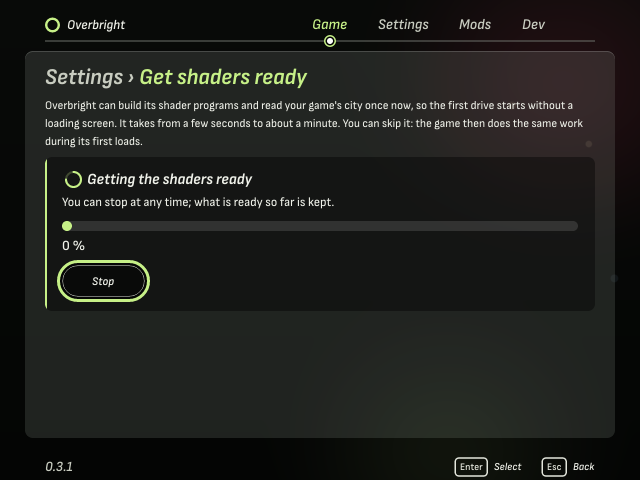 Overbright
Game Settings Mods Dev
Settings › Get shaders ready
Overbright can build its shader programs and read your game's city once now, so the first drive starts without a
loading screen. It takes from a few seconds to about a minute. You can skip it: the game then does the same work
during its first loads.
Getting the shaders ready
You can stop at any time; what is ready so far is kept.
0 %
Stop
0.3.1
Enter Select Esc Back